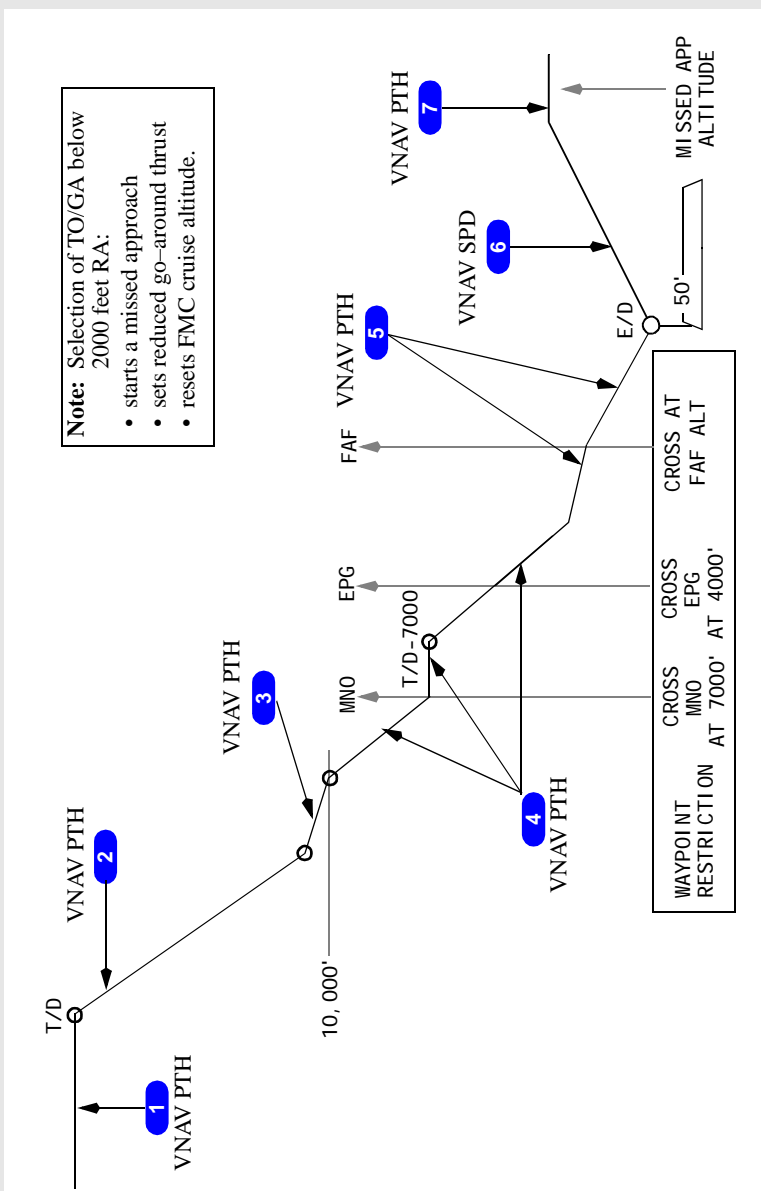 Note: Selection of TO/GA below
2000 feet RA:
• starts a missed approach
• sets reduced go–around thrust
• resets FMC cruise altitude.
T/D
1
VNAV PTH
VNAV PTH
2
VNAV PTH
3
10,000'
MNO
T/D-7000
4
VNAV PTH
EPG
FAF
VNAV PTH
5
VNAV SPD
6
VNAV PTH
7
E/D
50'
MISSED APP
ALTITUDE
WAYPOINT
RESTRICTION
CROSS
MNO
AT 7000'
CROSS
EPG
AT 4000'
CROSS AT
FAF ALT